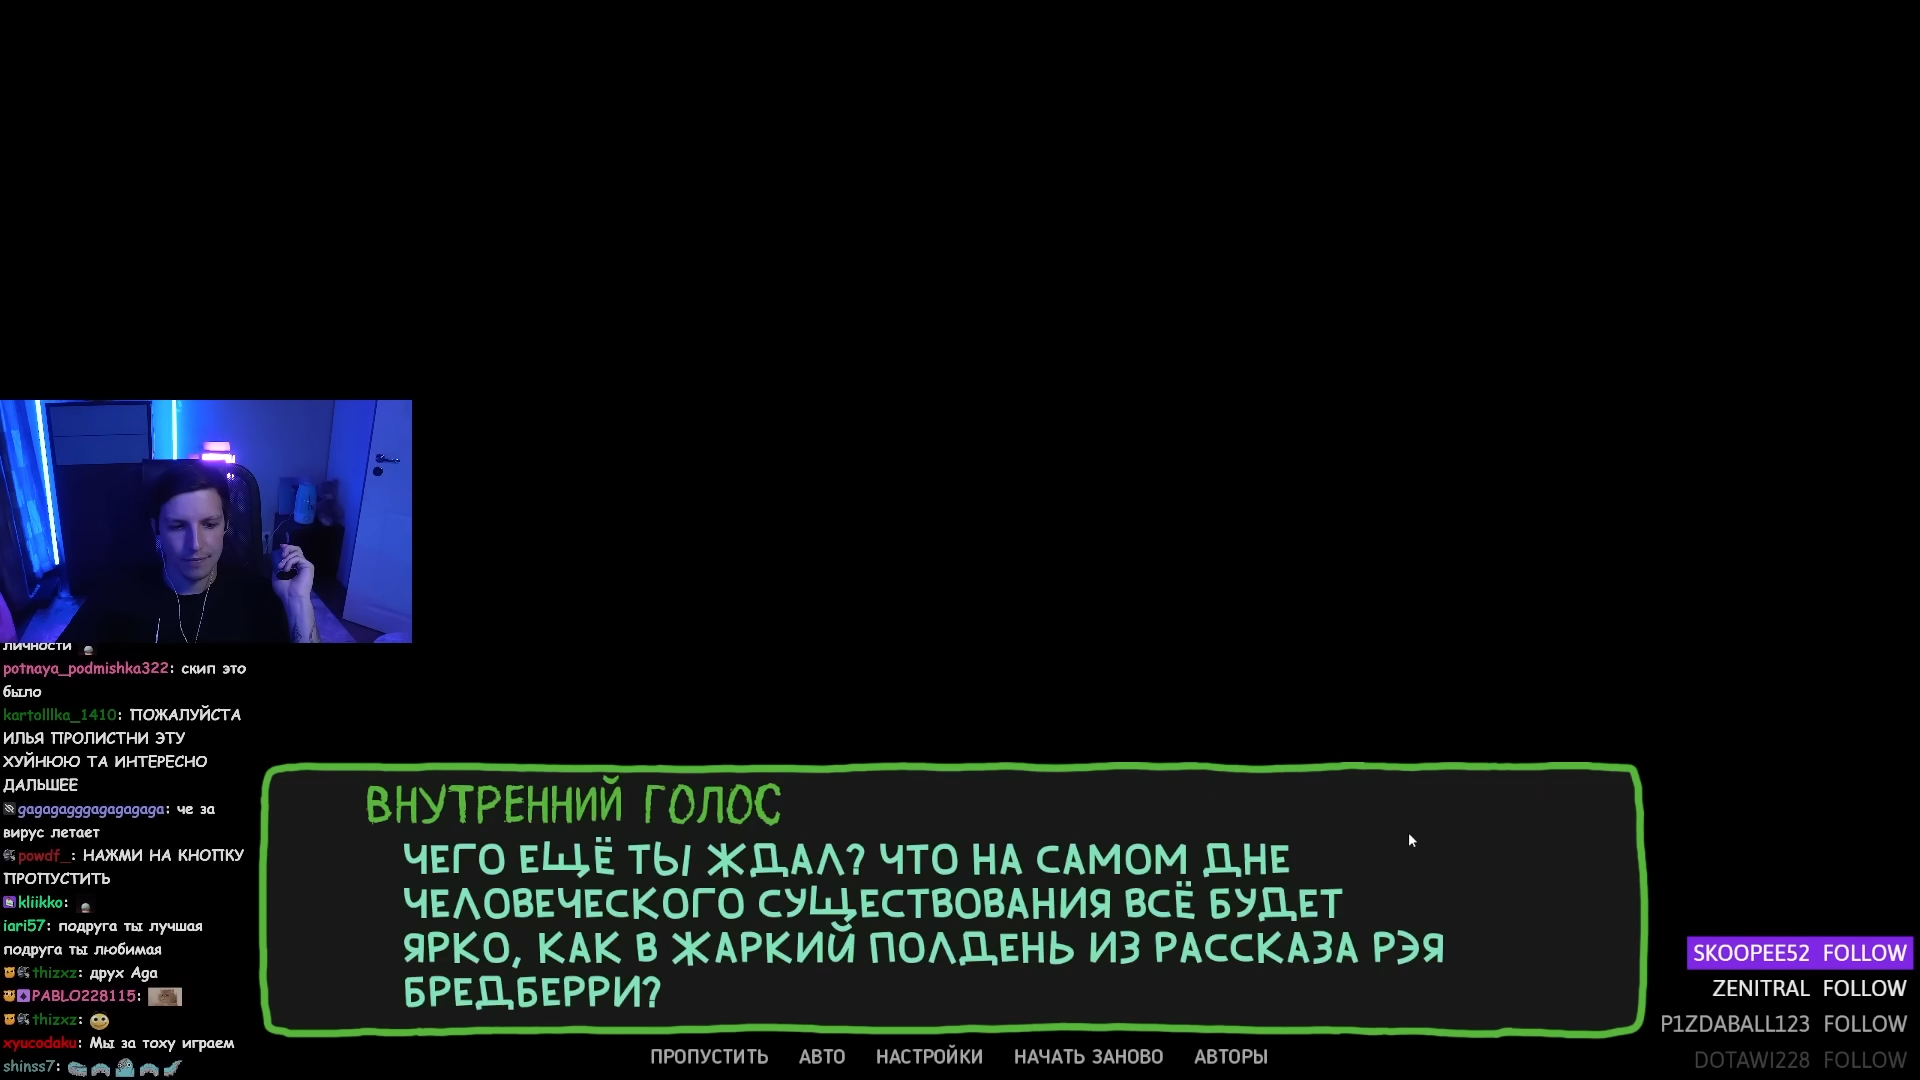 личности
potnaya_podmishka322: скип это
было
kartolllka_1410: ПОЖАЛУЙСТА
ИЛЬЯ ПРОЛИСТНИ ЭТУ
ХУЙНЮЮ ТА ИНТЕРЕСНО
ДАЛЬШЕЕ
gagagagggagagagaga: че за
вирус летает
powdf_: НАЖМИ НА КНОПКУ
ПРОПУСТИТЬ
kliikko:
iari57: подруга ты лучшая
подруга ты любимая
thizxz: друх Aga
PABLO228115:
thizxz:
xyucodaku: Мы за тоху играем
shinss7:
ВНУТРЕННИЙ ГОЛОС
ЧЕГО ЕЩЁ ТЫ ЖДАЛ? ЧТО НА САМОМ ДНЕ
ЧЕЛОВЕЧЕСКОГО СУЩЕСТВОВАНИЯ ВСЁ БУДЕТ
ЯРКО, КАК В ЖАРКИЙ ПОЛДЕНЬ ИЗ РАССКАЗА РЭЯ
БРЕДБЕРРИ?
ПРОПУСТИТЬ АВТО НАСТРОЙКИ НАЧАТЬ ЗАНОВО АВТОРЫ
SKOOPEE52 FOLLOW
ZENITRAL FOLLOW
P1ZDABALL123 FOLLOW
DOTAWI228 FOLLOW